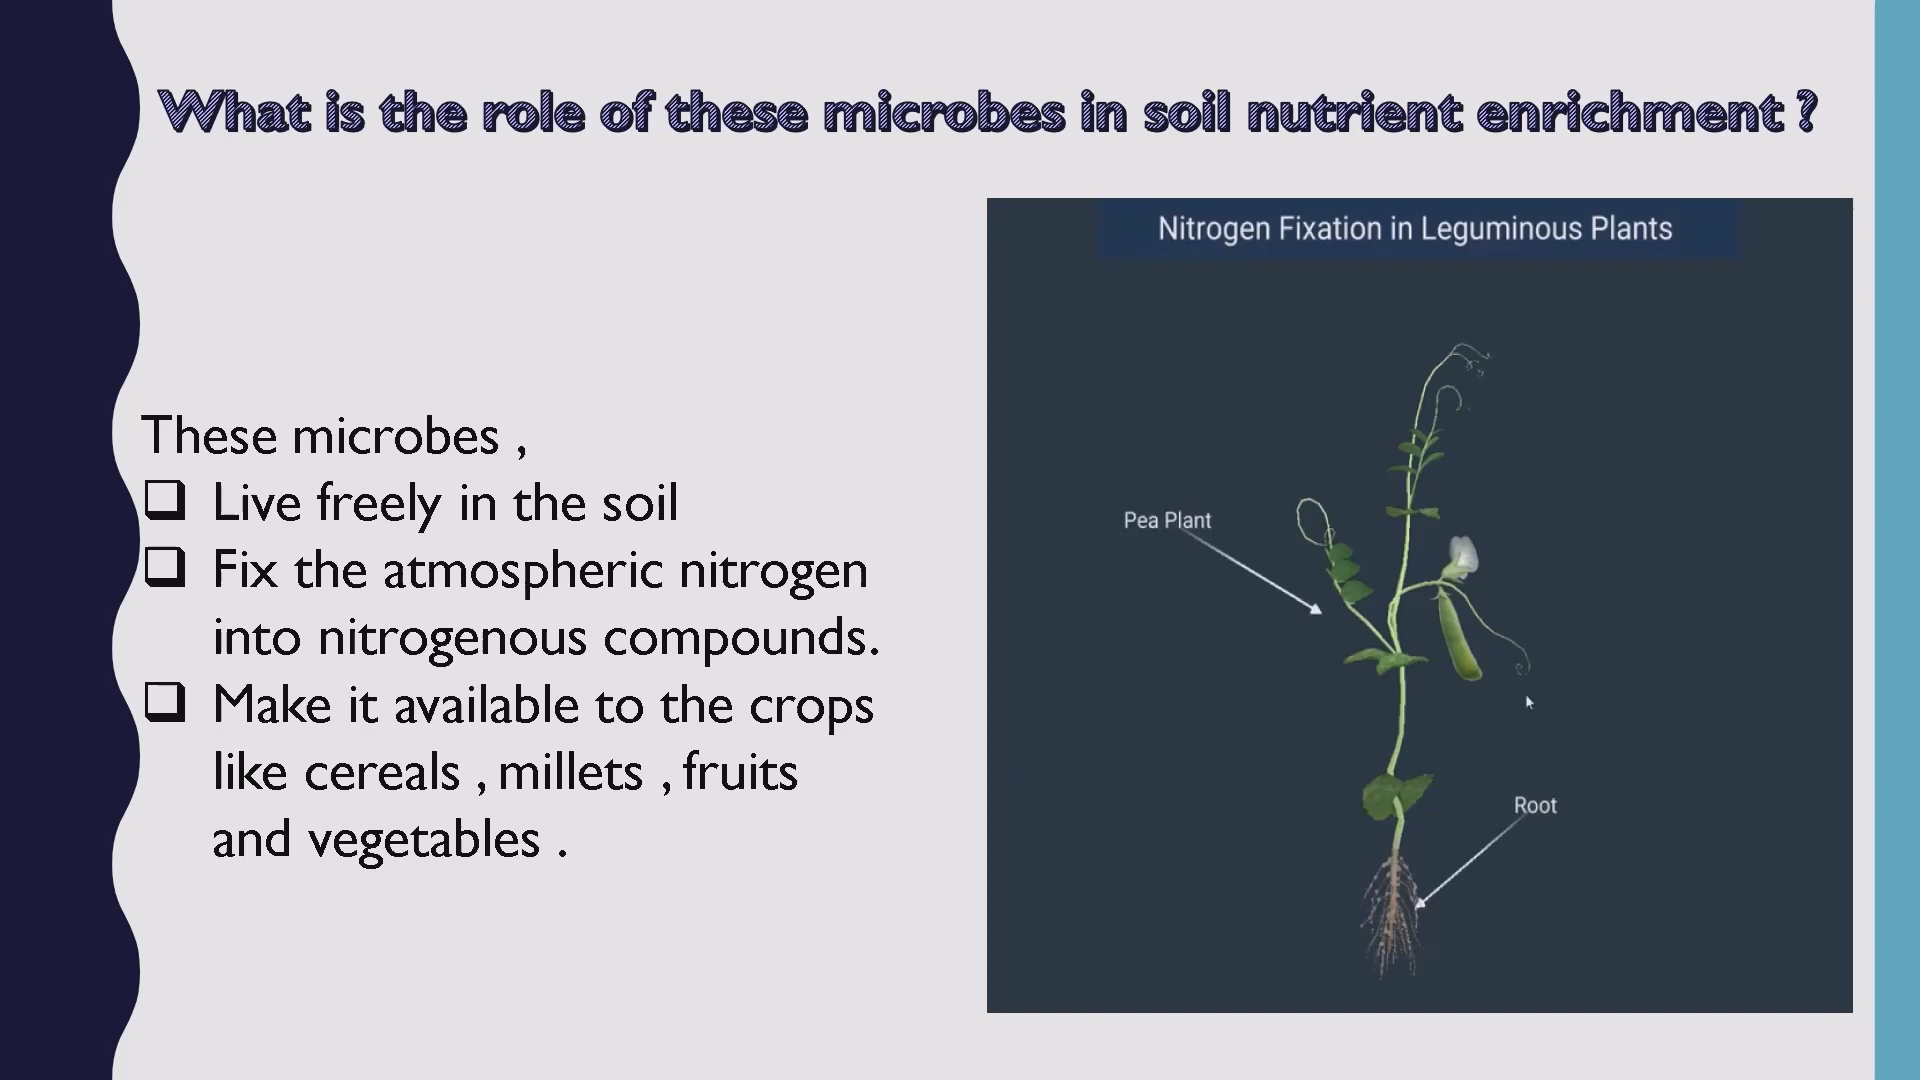 What is the role of these microbes in soil nutrient enrichment ?
These microbes ,
Live freely in the soil
Fix the atmospheric nitrogen
into nitrogenous compounds.
Make it available to the crops
like cereals , millets , fruits
and vegetables .
Nitrogen Fixation in Leguminous Plants
Pea Plant
Root